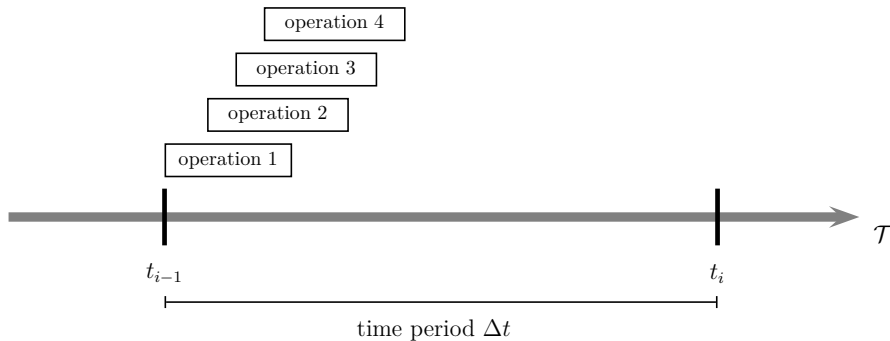 operation 4
operation 3
operation 2
operation 1
𝒯
t_{i−1}
t_i
time period Δt